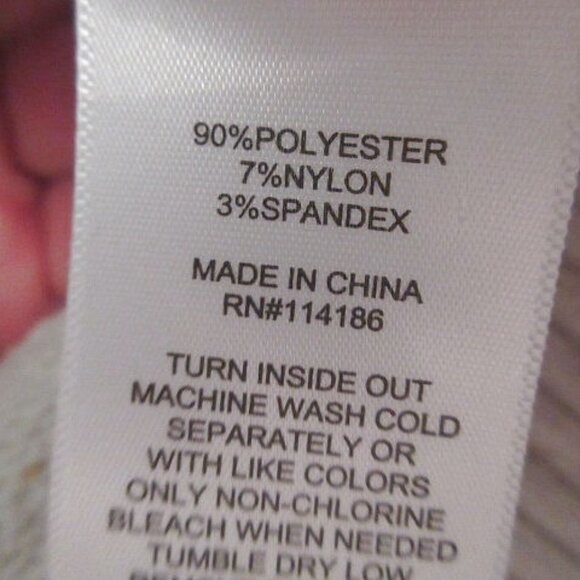 90%POLYESTER
7%NYLON
3%SPANDEX
MADE IN CHINA
RN#114186
TURN INSIDE OUT
MACHINE WASH COLD
SEPARATELY OR
WITH LIKE COLORS
ONLY NON-CHLORINE
BLEACH WHEN NEEDED
TUMBLE DRY LOW